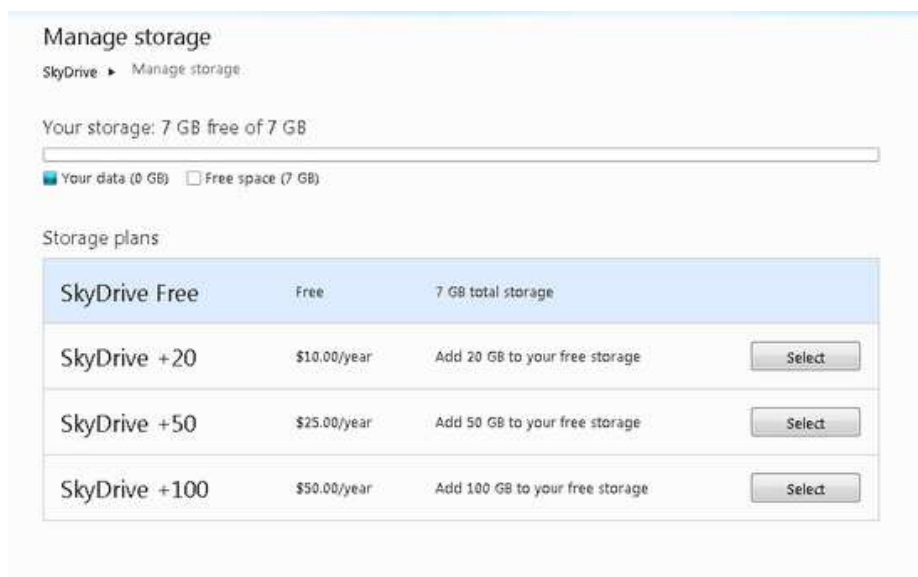 Manage storage
SkyDrive ▸ Manage storage
Your storage: 7 GB free of 7 GB
Your data (0 GB) Free space (7 GB)
Storage plans
SkyDrive Free Free 7 GB total storage
SkyDrive +20 $10.00/year Add 20 GB to your free storage Select
SkyDrive +50 $25.00/year Add 50 GB to your free storage Select
SkyDrive +100 $50.00/year Add 100 GB to your free storage Select